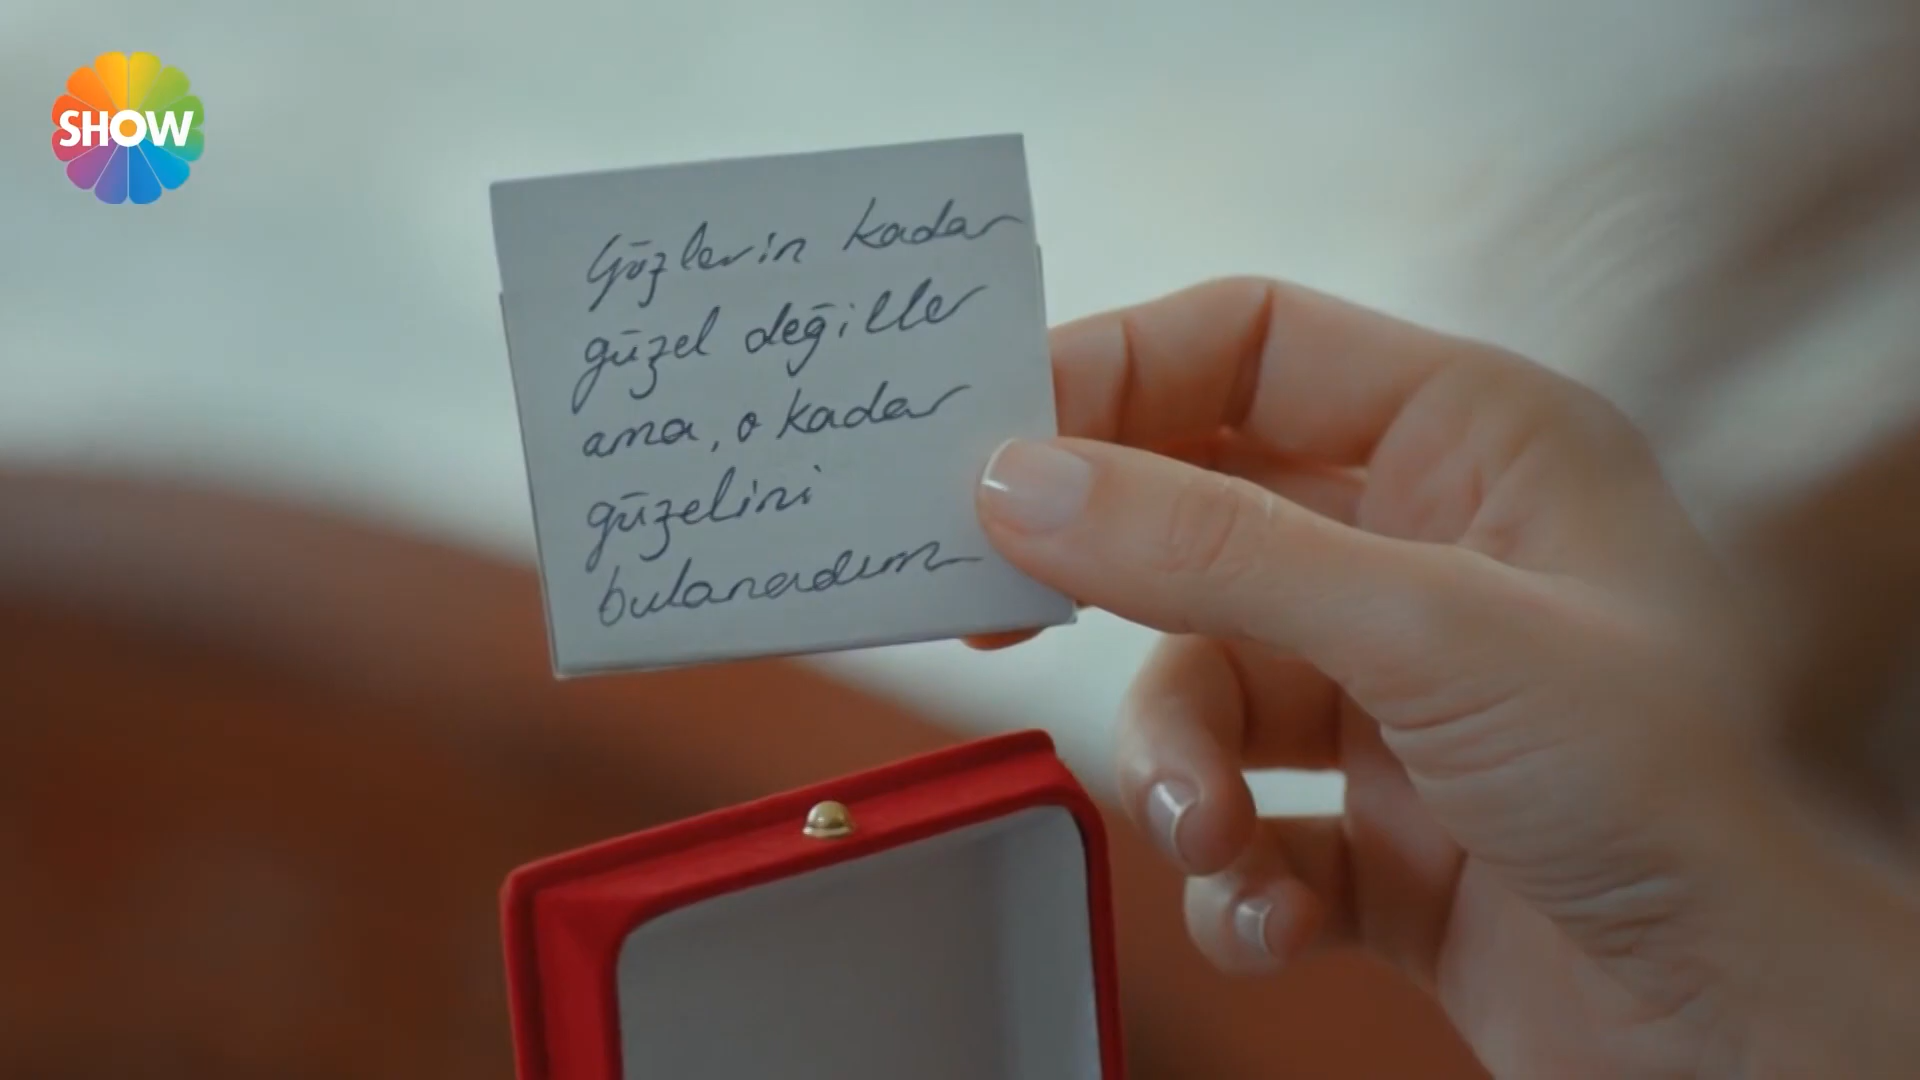 SHOW
Gözlerin kadar
güzel değiller
ama, o kadar
güzelini
bulamadım